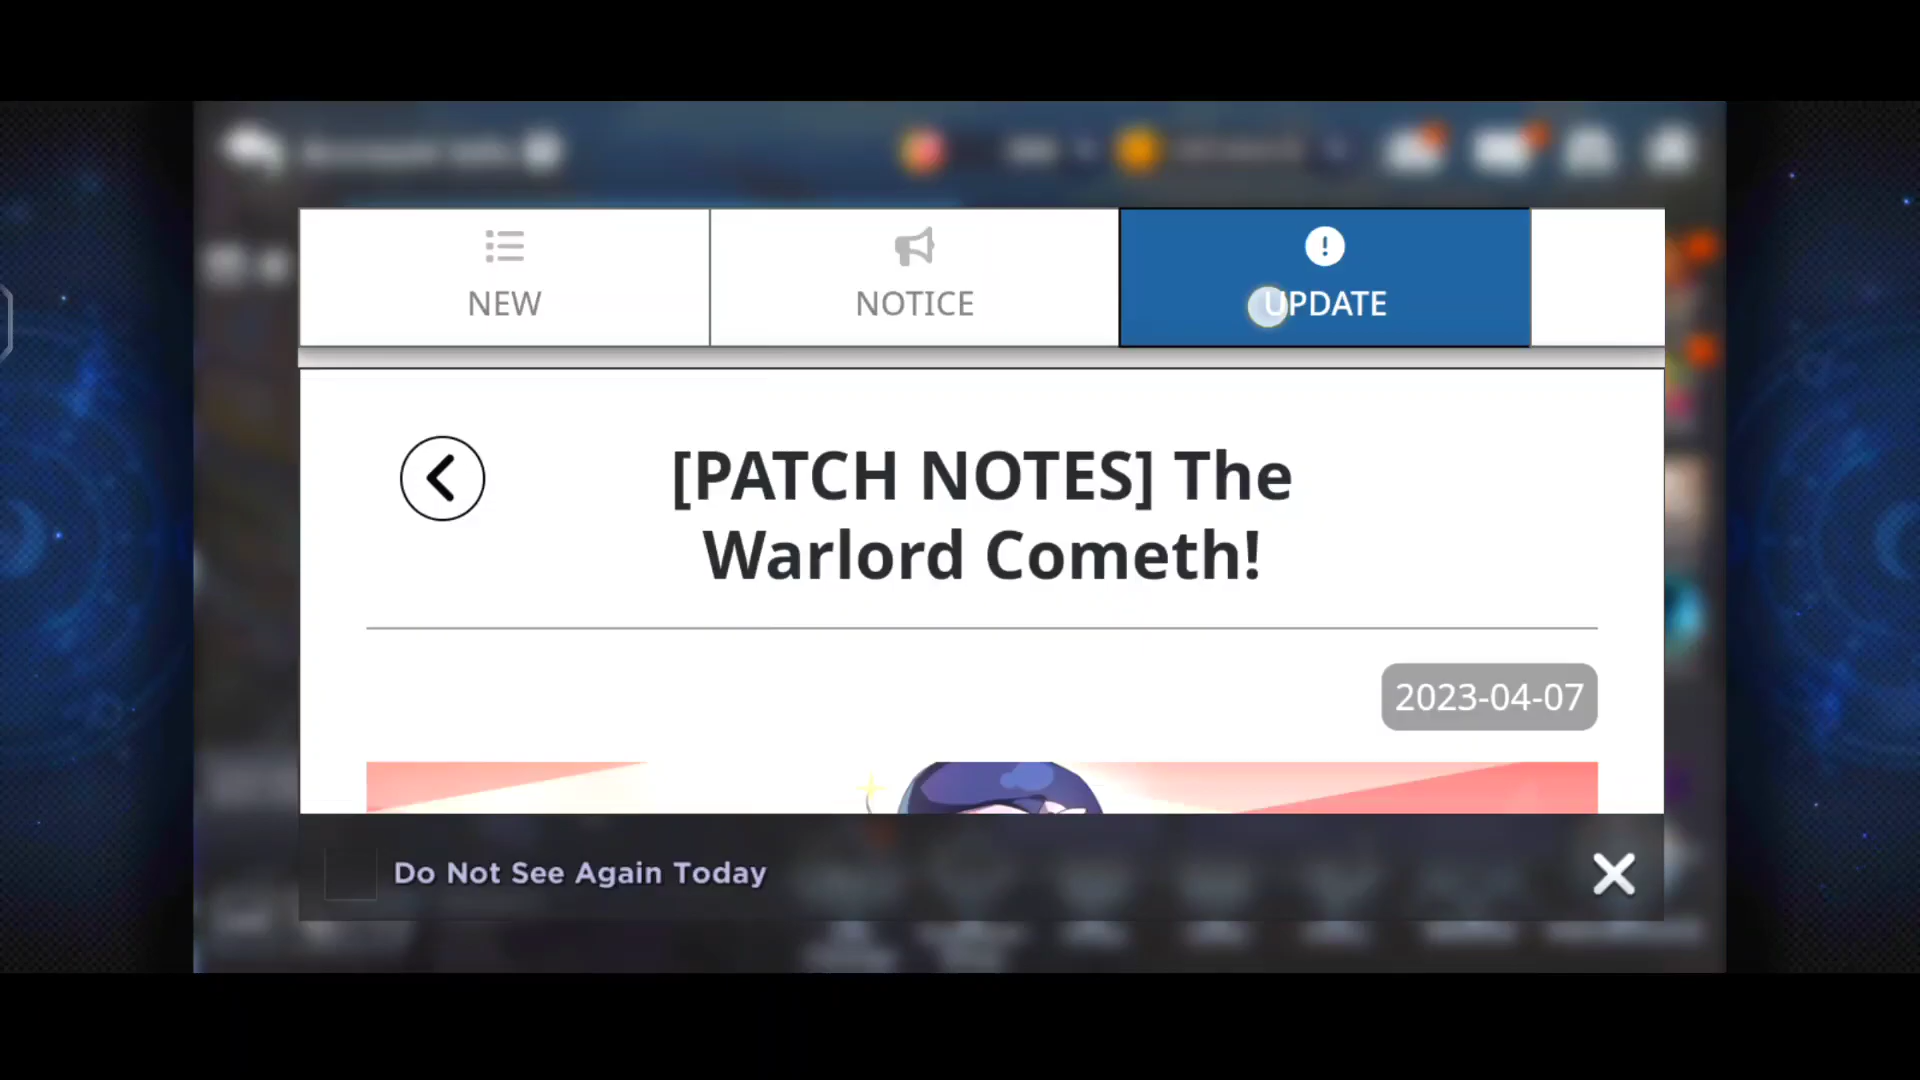 NEW
NOTICE
UPDATE
[PATCH NOTES] The
Warlord Cometh!
2023-04-07
Do Not See Again Today